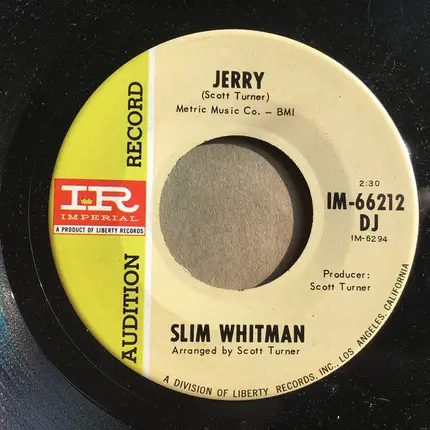 JERRY
(Scott Turner)
Metric Music Co. – BMI
AUDITION RECORD
IR
IMPERIAL
A PRODUCT OF LIBERTY RECORDS
2:30
IM-66212
DJ
IM-6294
Producer:
Scott Turner
SLIM WHITMAN
Arranged by Scott Turner
A DIVISION OF LIBERTY RECORDS, INC., LOS ANGELES, CALIFORNIA